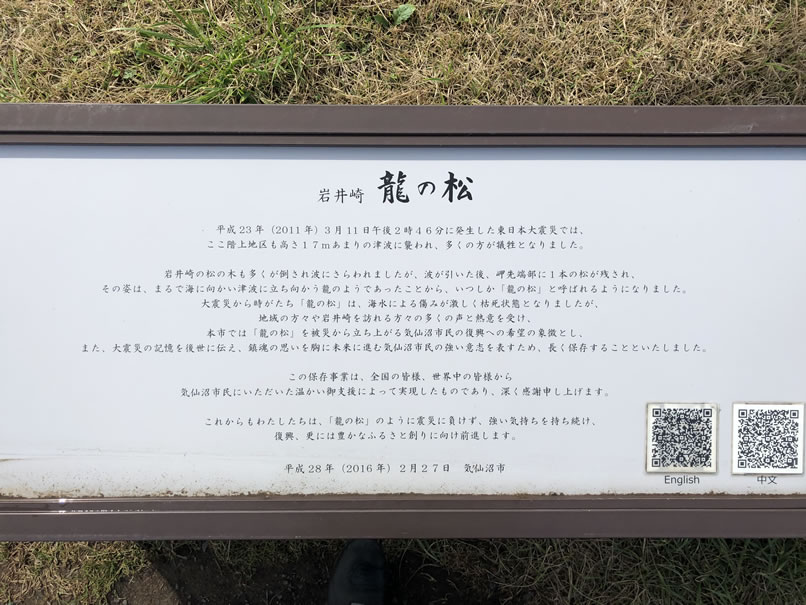 岩井崎 龍の松
平成23年（2011年）3月11日午後2時46分に発生した東日本大震災では、
ここ階上地区も高さ17mあまりの津波に襲われ、多くの方が犠牲となりました。
岩井崎の松の木も多くが倒され波にさらわれましたが、波が引いた後、岬先端部に1本の松が残され、
その姿は、まるで海に向かい津波に立ち向かう龍のようであったことから、いつしか「龍の松」と呼ばれるようになりました。
大震災から時がたち「龍の松」は、海水による傷みが激しく枯死状態となりましたが、
地域の方々や岩井崎を訪れる方々の多くの声と熱意を受け、
本市では「龍の松」を被災から立ち上がる気仙沼市民の復興への希望の象徴とし、
また、大震災の記憶を後世に伝え、鎮魂の思いを胸に未来に進む気仙沼市民の強い意志を表すため、長く保存することといたしました。
この保存事業は、全国の皆様、世界中の皆様から
気仙沼市民にいただいた温かい御支援によって実現したものであり、深く感謝申し上げます。
これからもわたしたちは、「龍の松」のように震災に負けず、強い気持ちを持ち続け、
復興、更には豊かなふるさと創りに向け前進します。
平成28年（2016年）2月27日 気仙沼市
English
中文